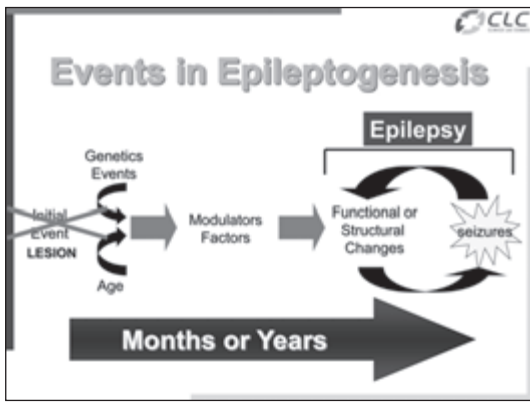 CLC
Events in Epileptogenesis
Epilepsy
Genetics
Events
Initial
Event
LESION
Age
Modulators
Factors
Functional or
Structural
Changes
seizures
Months or Years